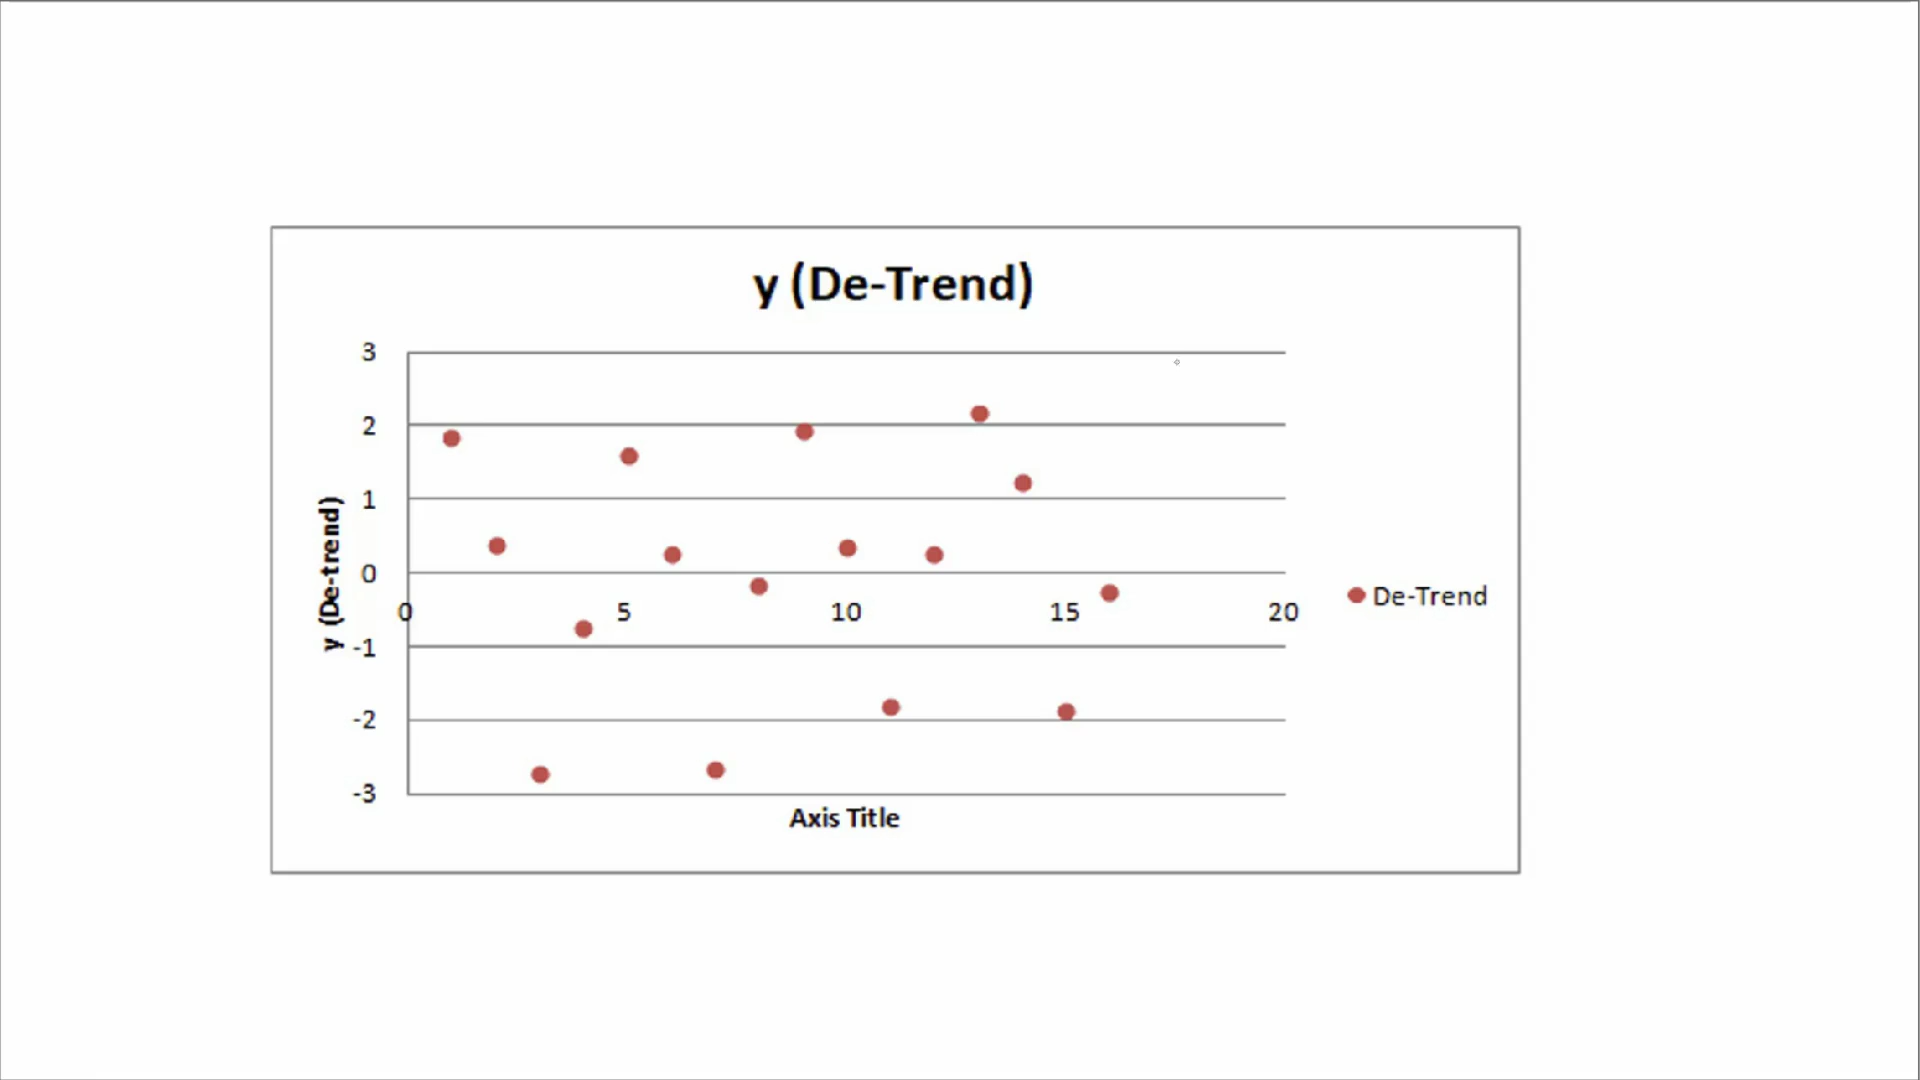 y (De-Trend)
3
2
1
0
-1
-2
-3
y (De-trend)
0 5 10 15 20
Axis Title
De-Trend